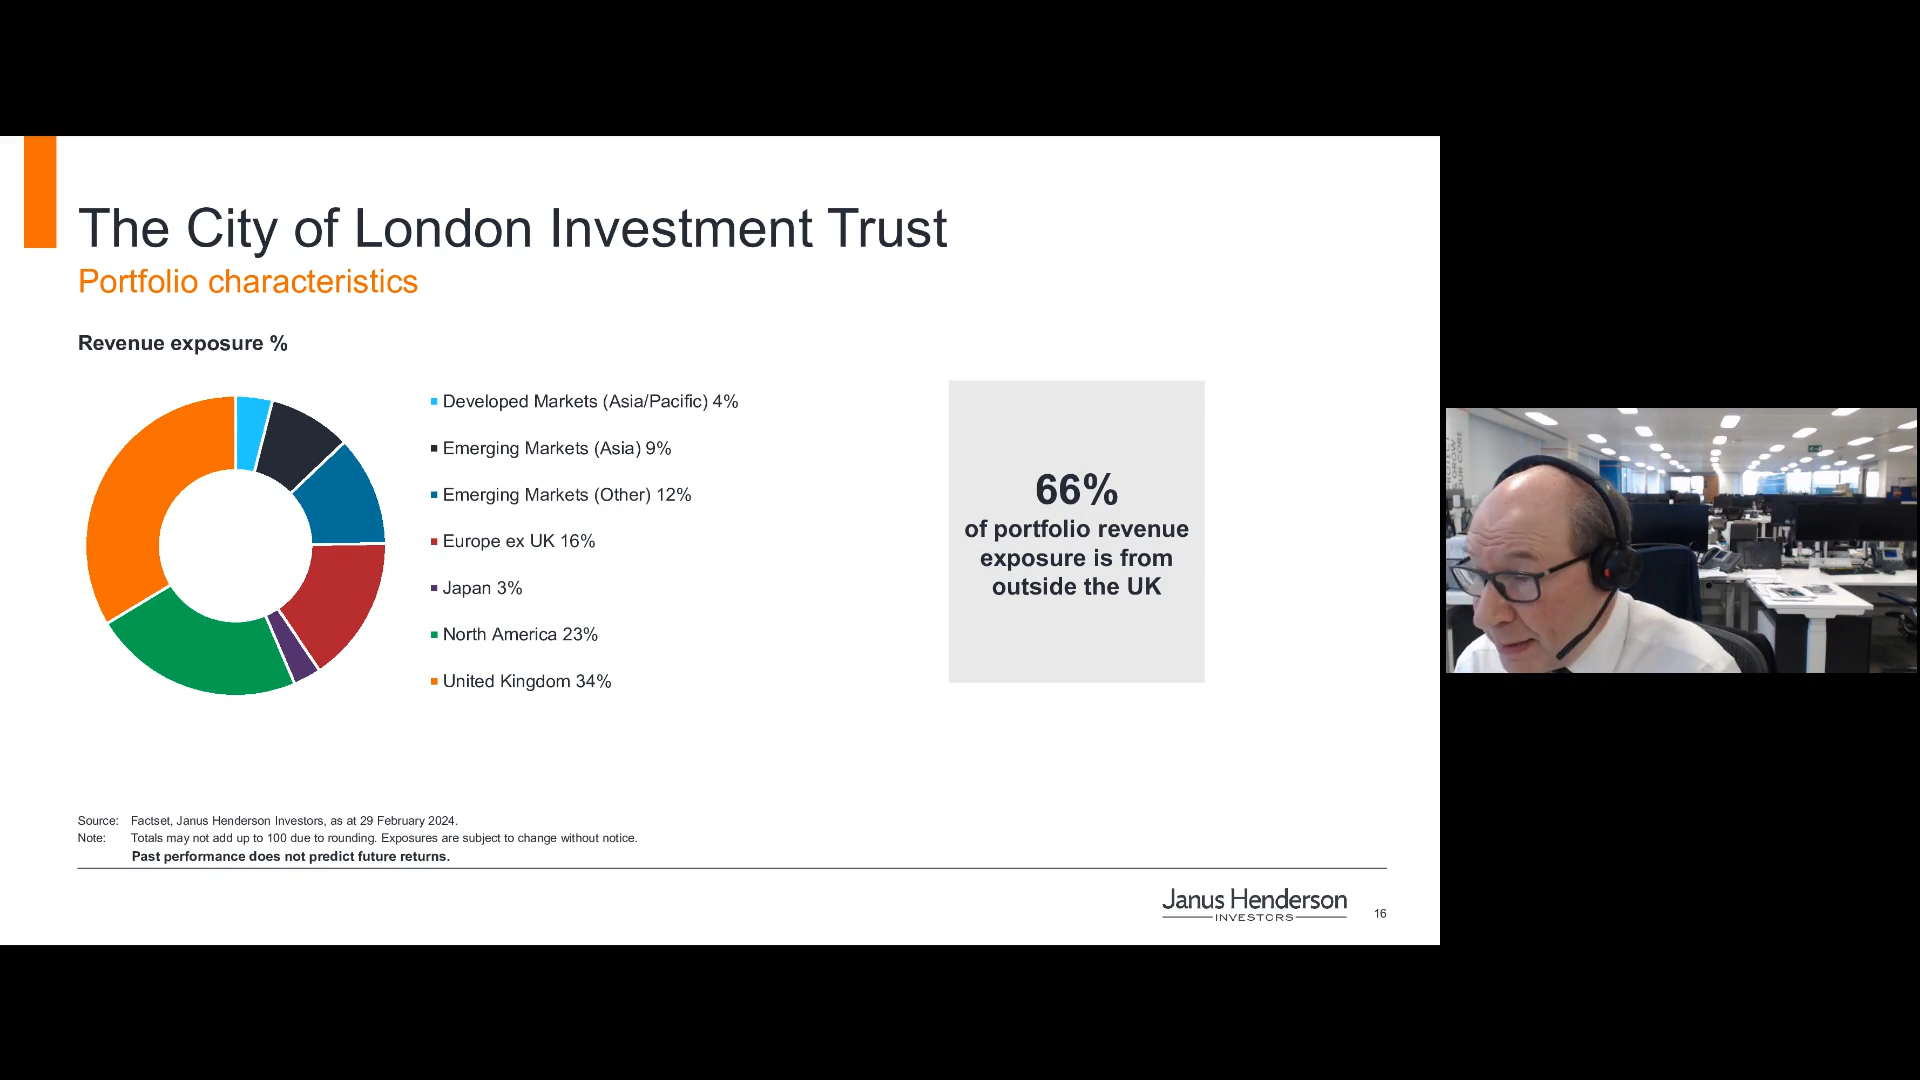 The City of London Investment Trust
Portfolio characteristics
Revenue exposure %
Developed Markets (Asia/Pacific) 4%
Emerging Markets (Asia) 9%
Emerging Markets (Other) 12%
Europe ex UK 16%
Japan 3%
North America 23%
United Kingdom 34%
66%
of portfolio revenue
exposure is from
outside the UK
Source: Factset, Janus Henderson Investors, as at 29 February 2024.
Note: Totals may not add up to 100 due to rounding. Exposures are subject to change without notice.
Past performance does not predict future returns.
Janus Henderson
INVESTORS
16